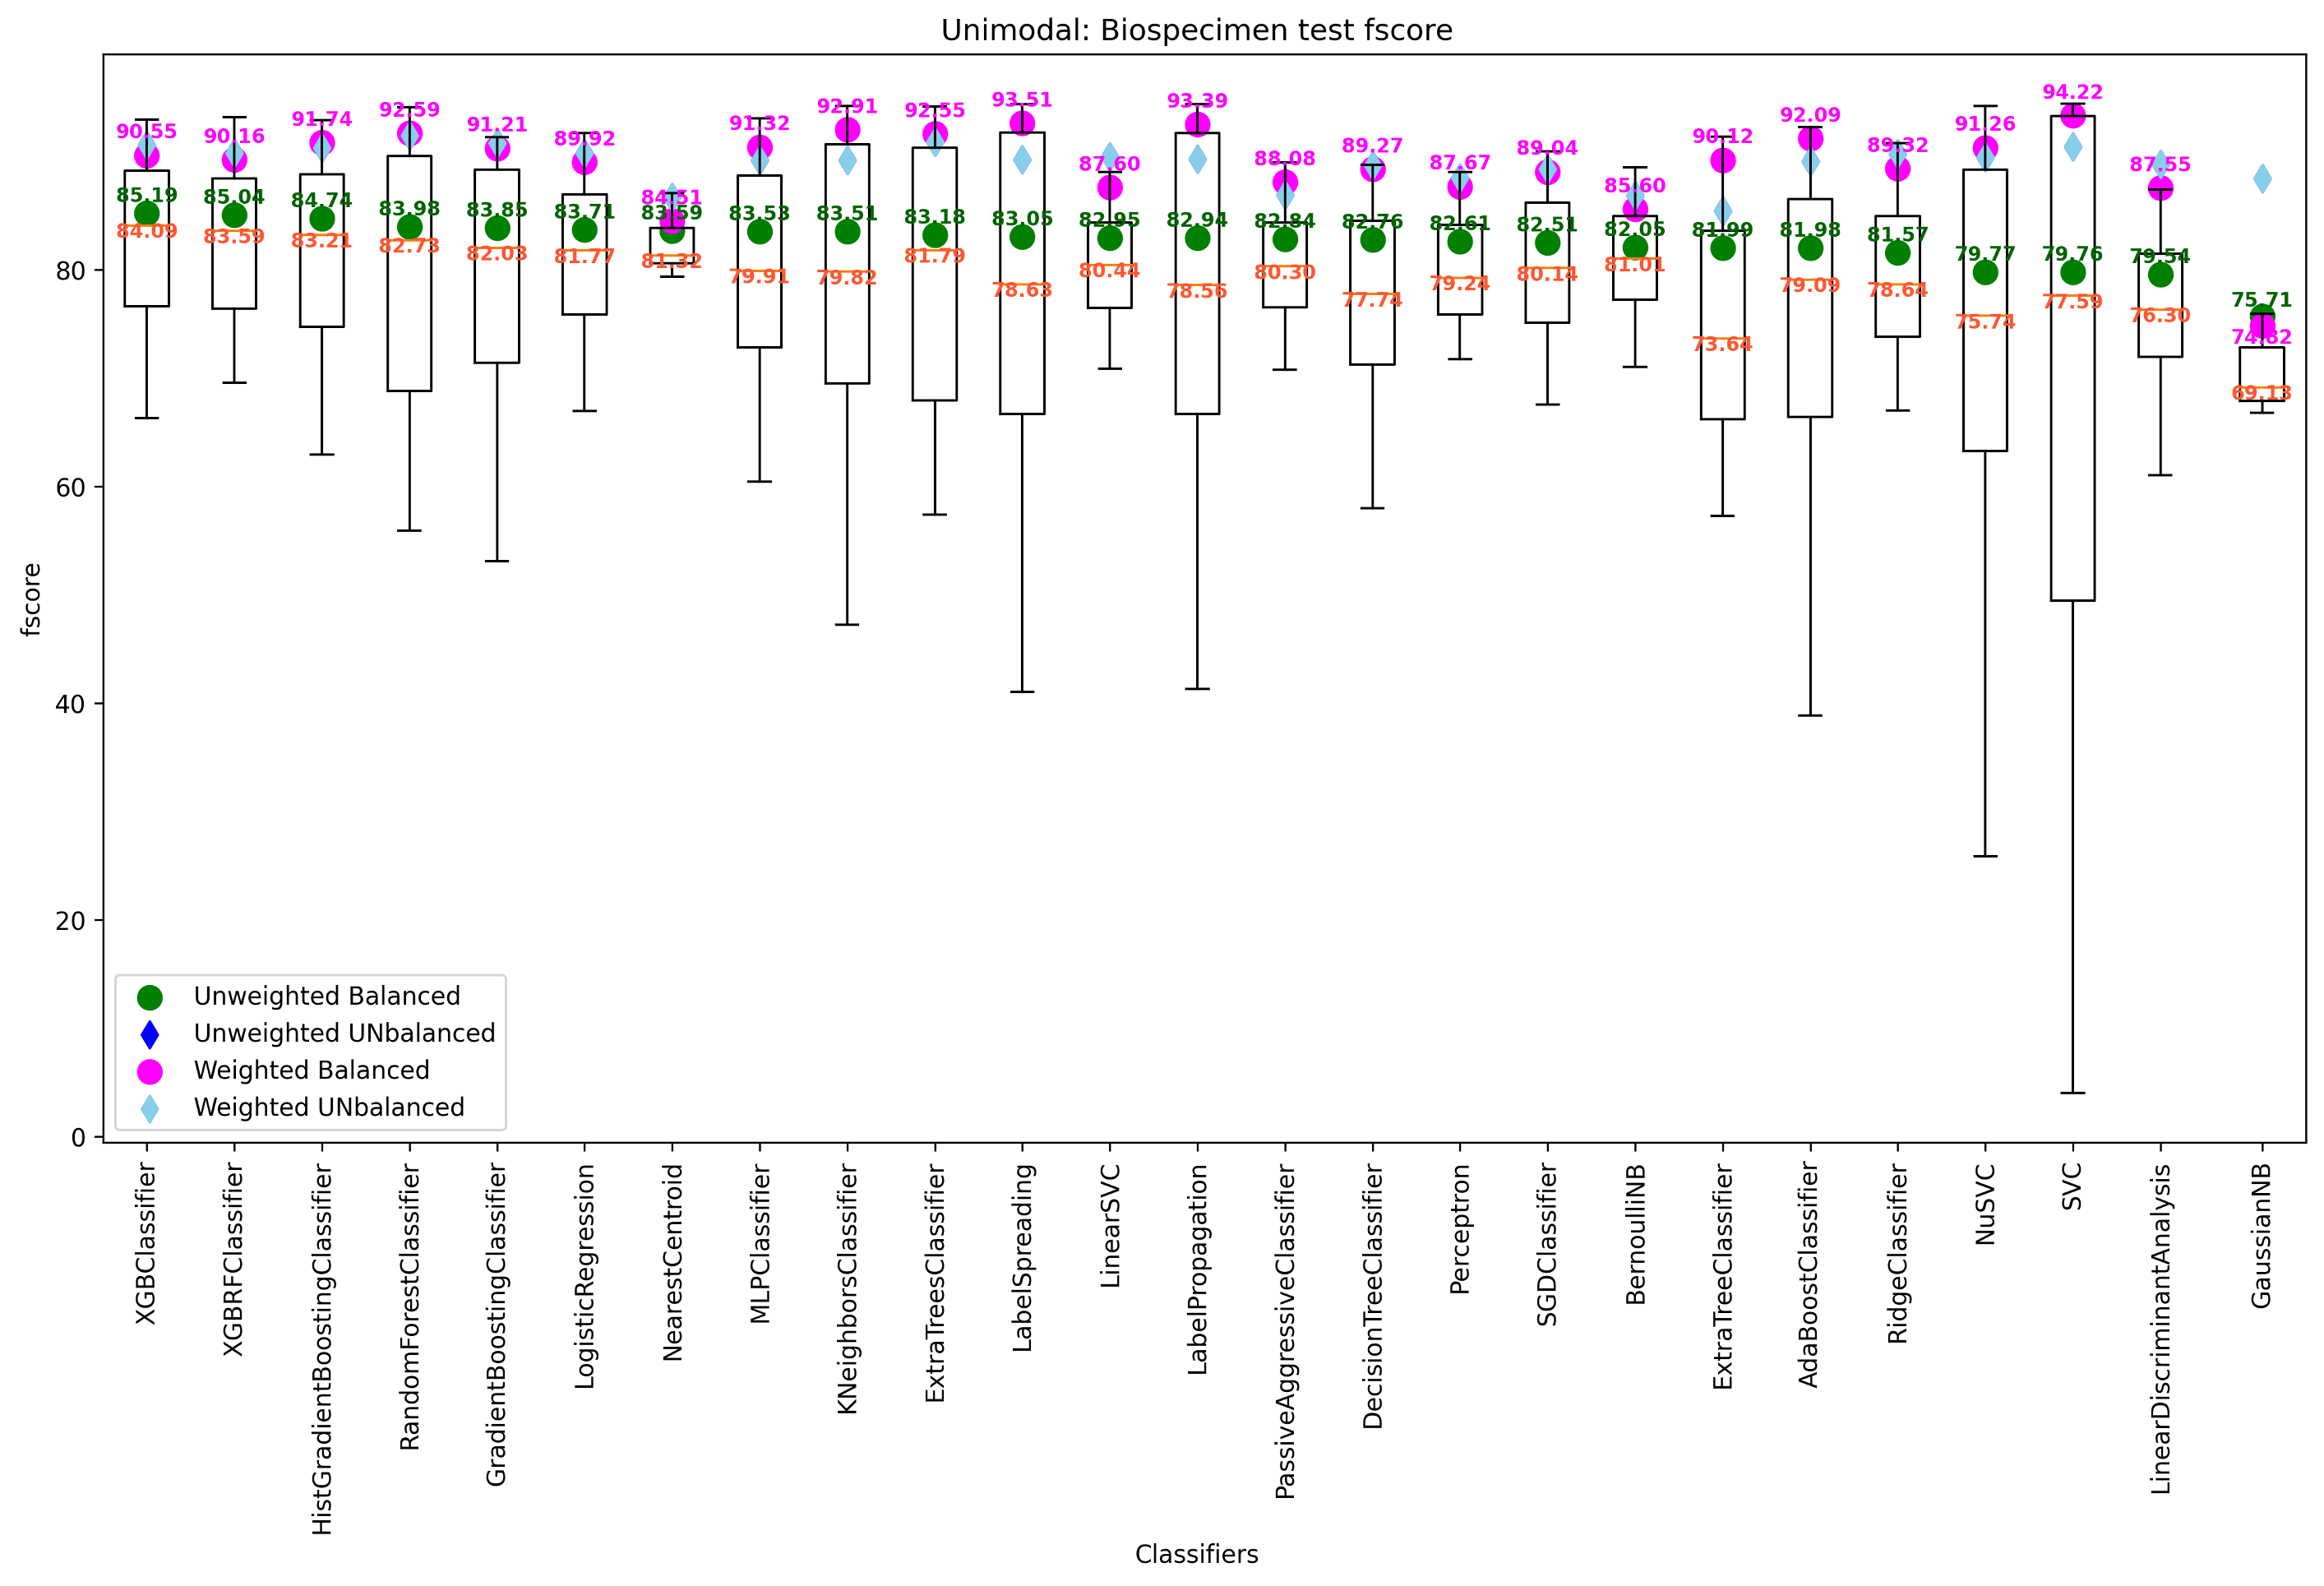 Unimodal: Biospecimen test fscore
fscore
80
60
40
20
0
90.55
85.19
84.09
90.16
85.04
83.59
91.74
84.74
83.21
92.59
83.98
82.73
91.21
83.85
82.03
89.92
83.71
81.77
84.51
83.59
81.32
91.32
83.53
79.91
92.91
83.51
79.82
92.55
83.18
81.79
93.51
83.05
78.63
87.60
82.95
80.44
93.39
82.94
78.56
88.08
82.84
80.30
89.27
82.76
77.74
87.67
82.61
79.24
89.04
82.51
80.14
85.60
82.05
81.01
90.12
81.99
73.64
92.09
81.98
79.09
89.32
81.57
78.64
91.26
79.77
75.74
94.22
79.76
77.59
87.55
79.54
76.30
75.71
74.82
69.13
Unweighted Balanced
Unweighted UNbalanced
Weighted Balanced
Weighted UNbalanced
XGBClassifier
XGBRFClassifier
HistGradientBoostingClassifier
RandomForestClassifier
GradientBoostingClassifier
LogisticRegression
NearestCentroid
MLPClassifier
KNeighborsClassifier
ExtraTreesClassifier
LabelSpreading
LinearSVC
LabelPropagation
PassiveAggressiveClassifier
DecisionTreeClassifier
Perceptron
SGDClassifier
BernoulliNB
ExtraTreeClassifier
AdaBoostClassifier
RidgeClassifier
NuSVC
SVC
LinearDiscriminantAnalysis
GaussianNB
Classifiers